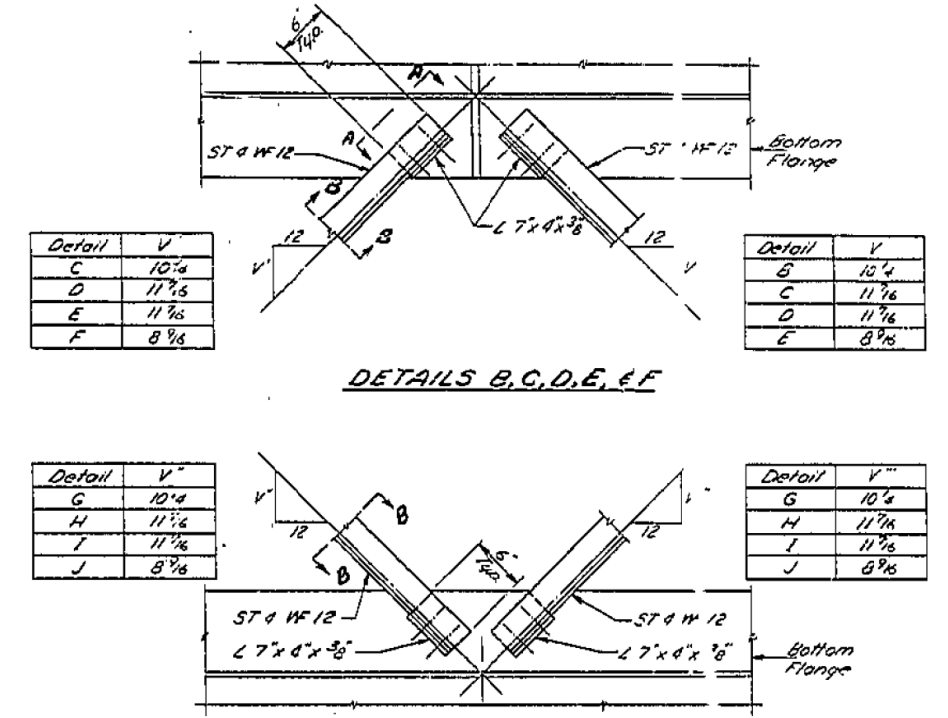 6"
Typ.
A
A
ST 4 WF 12
ST 4 WF 12
Bottom
Flange
B
B
L 7"x 4"x 3/8"
12
V'
12
V
Detail V'
C 10 1/4
D 11 7/16
E 11 7/16
F 8 9/16
Detail V
B 10 1/4
C 11 7/16
D 11 7/16
E 8 9/16
DETAILS B, C, D, E, & F
Detail V"
G 10 1/4
H 11 7/16
I 11 7/16
J 8 9/16
Detail V'"
G 10 1/4
H 11 7/16
I 11 7/16
J 8 9/16
V"
12
B
B
12
6"
Typ.
ST 4 WF 12
L 7"x 4"x 3/8"
ST 4 W 12
L 7"x 4"x 3/8"
Bottom
Flange